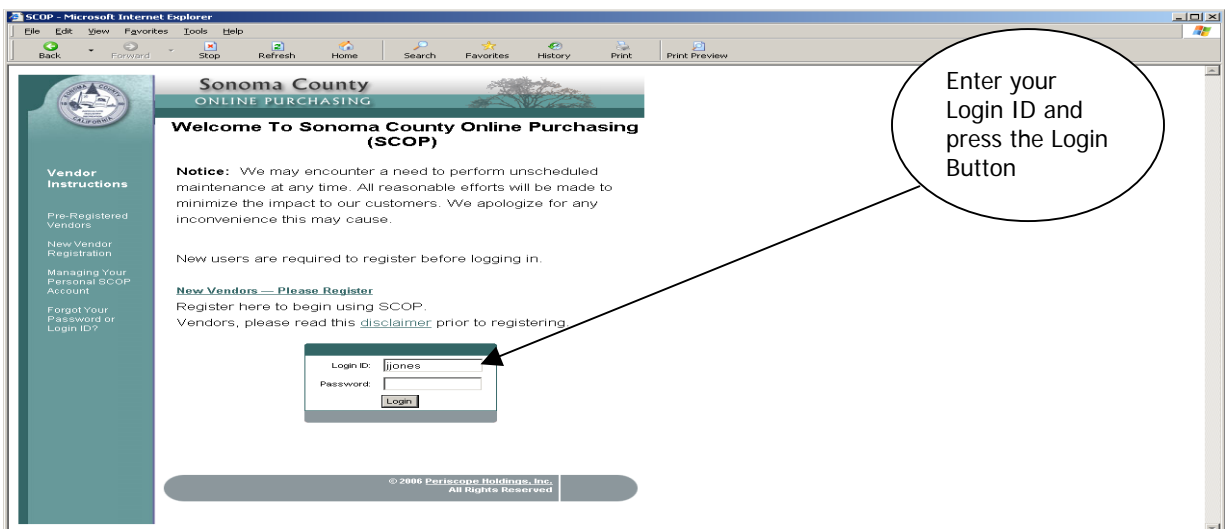 SCOP - Microsoft Internet Explorer
File Edit View Favorites Tools Help
Back Forward Stop Refresh Home Search Favorites History Print Print Preview
SONOMA COUNTY
CALIFORNIA
Sonoma County
ONLINE PURCHASING
Welcome To Sonoma County Online Purchasing
(SCOP)
Vendor
Instructions
Pre-Registered
Vendors
New Vendor
Registration
Managing Your
Personal SCOP
Account
Forgot Your
Password or
Login ID?
Notice: We may encounter a need to perform unscheduled
maintenance at any time. All reasonable efforts will be made to
minimize the impact to our customers. We apologize for any
inconvenience this may cause.
New users are required to register before logging in.
New Vendors — Please Register
Register here to begin using SCOP.
Vendors, please read this disclaimer prior to registering.
Login ID: jjones
Password:
Login
© 2006 Periscope Holdings, Inc.
All Rights Reserved
Enter your
Login ID and
press the Login
Button